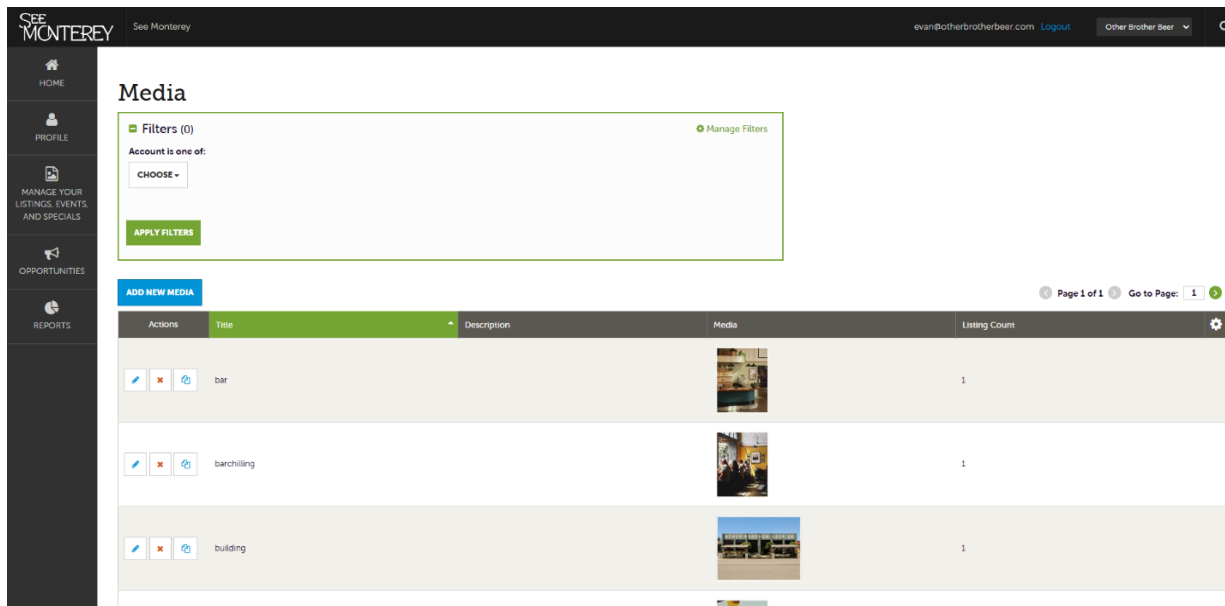 SEE
MONTEREY
See Monterey
evan@otherbrotherbeer.com Logout
Other Brother Beer
HOME
PROFILE
MANAGE YOUR
LISTINGS, EVENTS,
AND SPECIALS
OPPORTUNITIES
REPORTS
Media
Filters (0)
Manage Filters
Account is one of:
CHOOSE
APPLY FILTERS
ADD NEW MEDIA
Page 1 of 1 Go to Page: 1
Actions Title Description Media Listing Count
bar 1
barchilling 1
building 1